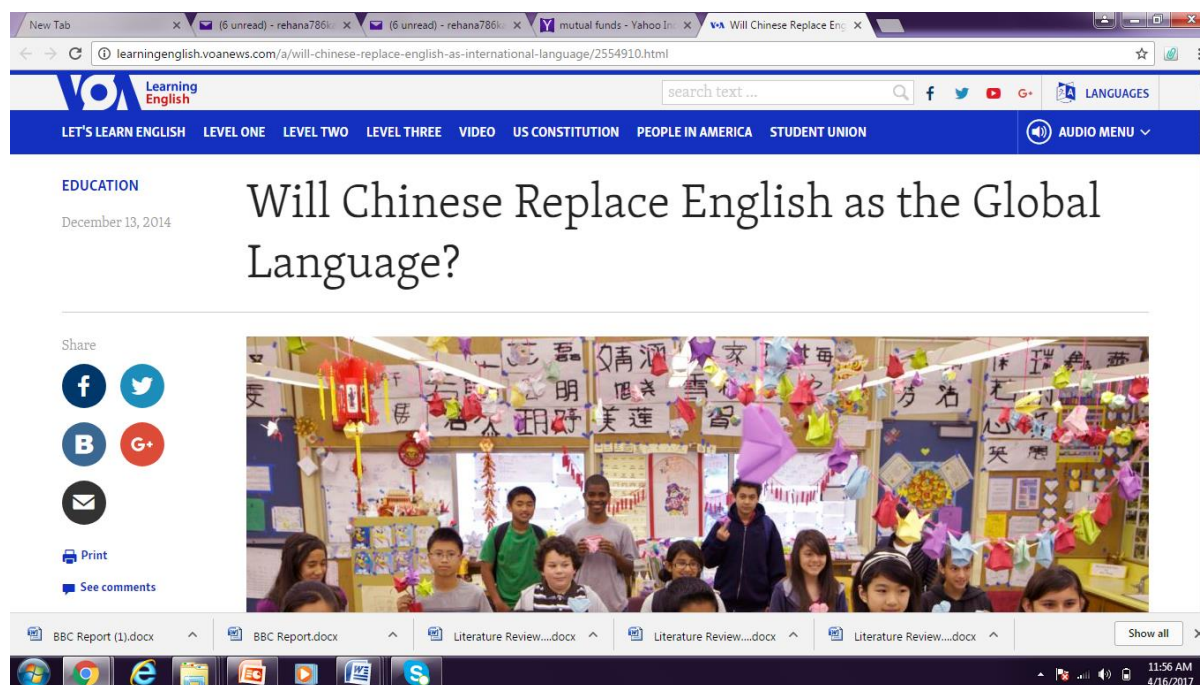 New Tab
(6 unread) - rehana786k
(6 unread) - rehana786k
mutual funds - Yahoo In
Will Chinese Replace Eng
learningenglish.voanews.com/a/will-chinese-replace-english-as-international-language/2554910.html
VOA Learning
English
search text ...
G+
LANGUAGES
LET'S LEARN ENGLISH LEVEL ONE LEVEL TWO LEVEL THREE VIDEO US CONSTITUTION PEOPLE IN AMERICA STUDENT UNION AUDIO MENU
EDUCATION
December 13, 2014
Will Chinese Replace English as the Global
Language?
Share
B
G+
Print
See comments
BBC Report (1).docx
BBC Report.docx
Literature Review....docx
Literature Review....docx
Literature Review....docx
Show all
11:56 AM
4/16/2017